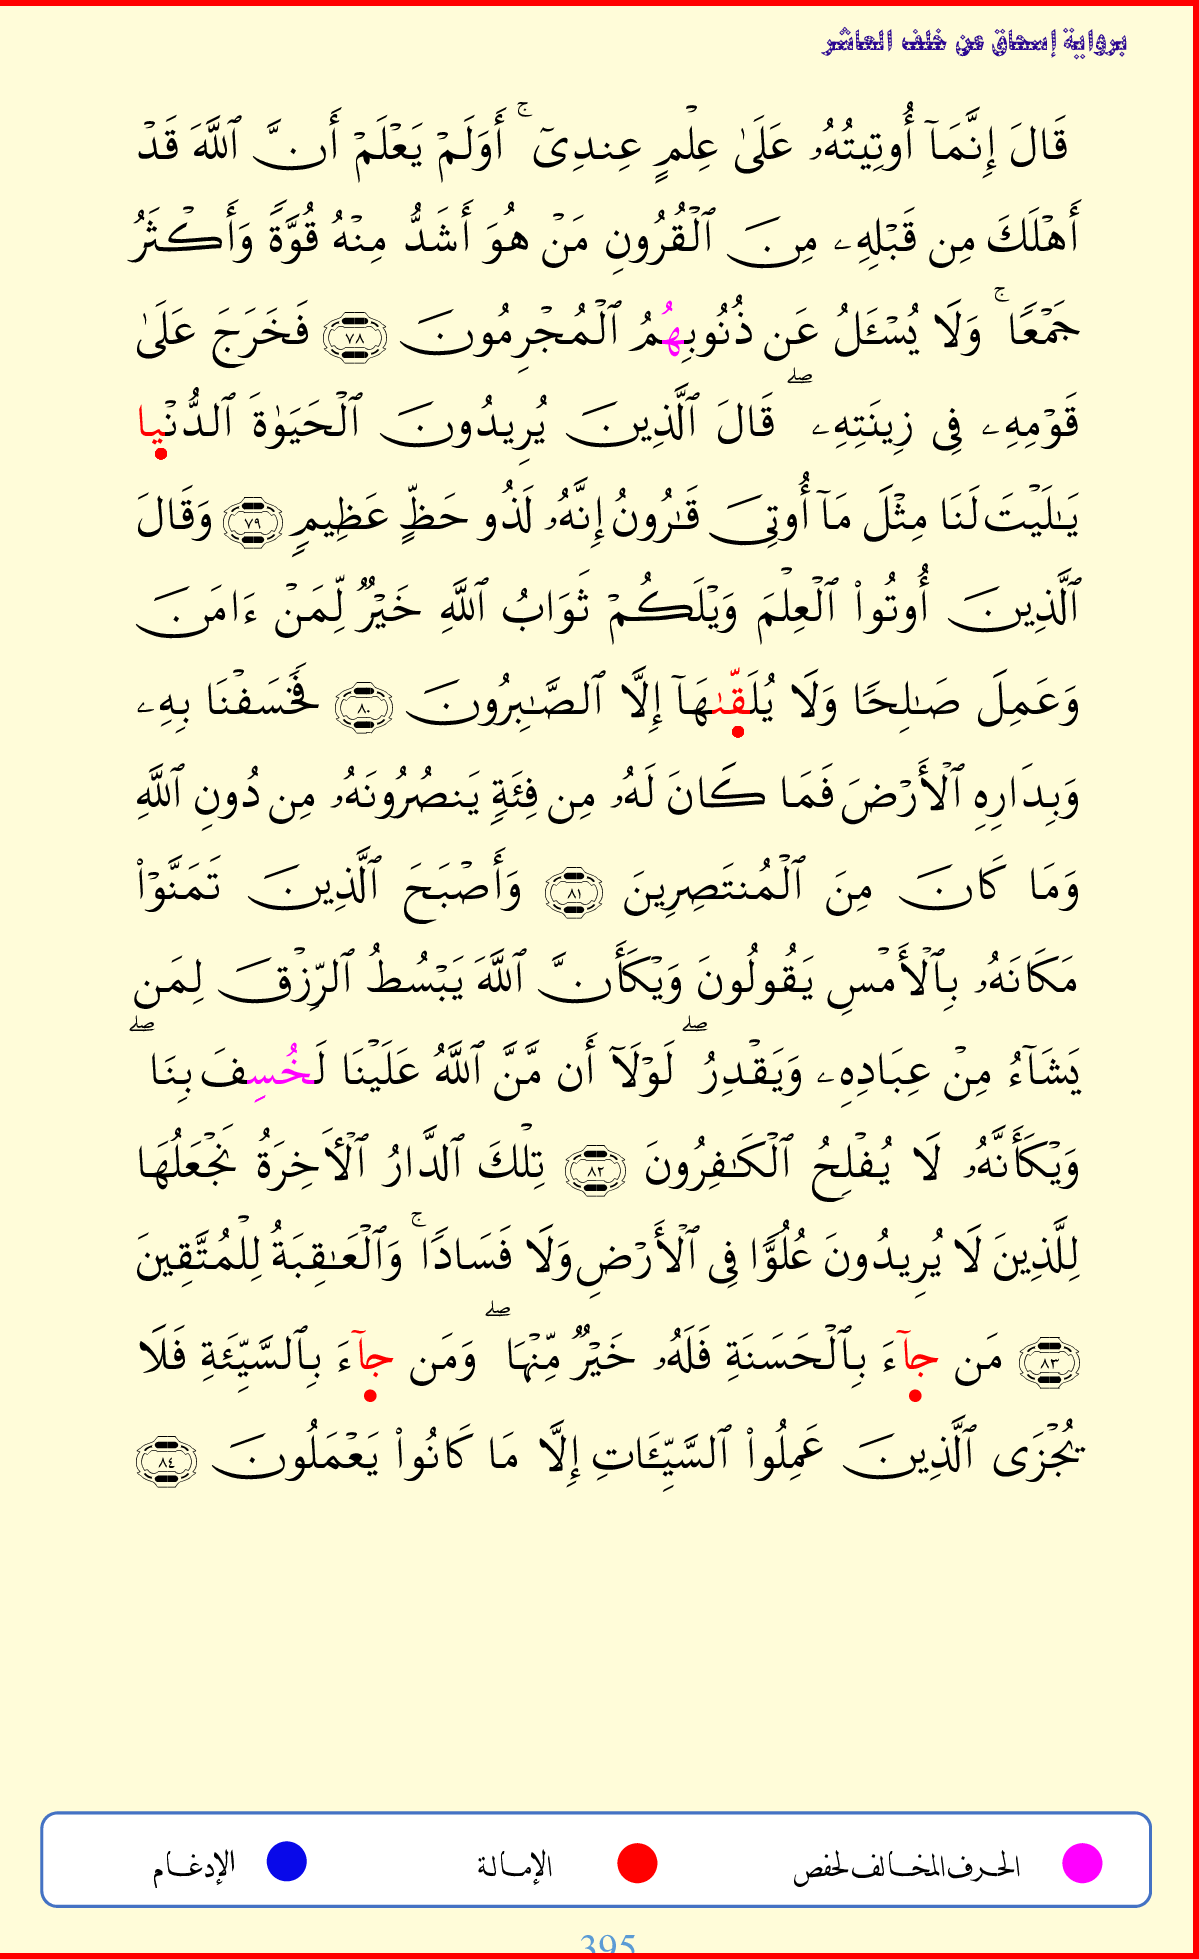 برواية إسحاق عن خلف العاشر
قَالَ إِنَّمَآ أُوتِيتُهُۥ عَلَىٰ عِلْمٍ عِندِىٓ ۚ أَوَلَمْ يَعْلَمْ أَنَّ ٱللَّهَ قَدْ
أَهْلَكَ مِن قَبْلِهِۦ مِنَ ٱلْقُرُونِ مَنْ هُوَ أَشَدُّ مِنْهُ قُوَّةً وَأَكْثَرُ
جَمْعًا ۚ وَلَا يُسْـَٔلُ عَن ذُنُوبِهُمُ ٱلْمُجْرِمُونَ ٧٨ فَخَرَجَ عَلَىٰ
قَوْمِهِۦ فِى زِينَتِهِۦ ۖ قَالَ ٱلَّذِينَ يُرِيدُونَ ٱلْحَيَوٰةَ ٱلدُّنْيا
يَـٰلَيْتَ لَنَا مِثْلَ مَآ أُوتِىَ قَـٰرُونُ إِنَّهُۥ لَذُو حَظٍّ عَظِيمٍ ٧٩ وَقَالَ
ٱلَّذِينَ أُوتُوا۟ ٱلْعِلْمَ وَيْلَكُمْ ثَوَابُ ٱللَّهِ خَيْرٌ لِّمَنْ ءَامَنَ
وَعَمِلَ صَـٰلِحًا وَلَا يُلَقّىٰهَآ إِلَّا ٱلصَّـٰبِرُونَ ٨٠ فَخَسَفْنَا بِهِۦ
وَبِدَارِهِ ٱلْأَرْضَ فَمَا كَانَ لَهُۥ مِن فِئَةٍ يَنصُرُونَهُۥ مِن دُونِ ٱللَّهِ
وَمَا كَانَ مِنَ ٱلْمُنتَصِرِينَ ٨١ وَأَصْبَحَ ٱلَّذِينَ تَمَنَّوْا۟
مَكَانَهُۥ بِٱلْأَمْسِ يَقُولُونَ وَيْكَأَنَّ ٱللَّهَ يَبْسُطُ ٱلرِّزْقَ لِمَن
يَشَآءُ مِنْ عِبَادِهِۦ وَيَقْدِرُ ۖ لَوْلَآ أَن مَّنَّ ٱللَّهُ عَلَيْنَا لَخُسِفَ بِنَا ۖ
وَيْكَأَنَّهُۥ لَا يُفْلِحُ ٱلْكَـٰفِرُونَ ٨٢ تِلْكَ ٱلدَّارُ ٱلْأَخِرَةُ نَجْعَلُهَا
لِلَّذِينَ لَا يُرِيدُونَ عُلُوًّا فِى ٱلْأَرْضِ وَلَا فَسَادًا ۚ وَٱلْعَـٰقِبَةُ لِلْمُتَّقِينَ
٨٣ مَن جآءَ بِٱلْحَسَنَةِ فَلَهُۥ خَيْرٌ مِّنْهَا ۖ وَمَن جآءَ بِٱلسَّيِّئَةِ فَلَا
يُجْزَى ٱلَّذِينَ عَمِلُوا۟ ٱلسَّيِّـَٔاتِ إِلَّا مَا كَانُوا۟ يَعْمَلُونَ ٨٤
الحرف المخالف لحفص الإمالة الإدغام
395